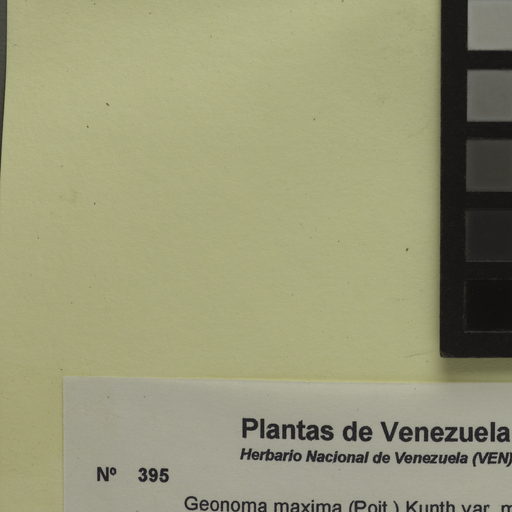 Plantas de Venezuela
Herbario Nacional de Venezuela (VEN)
Nº 395
Geonoma maxima (Poit.) Kunth var.